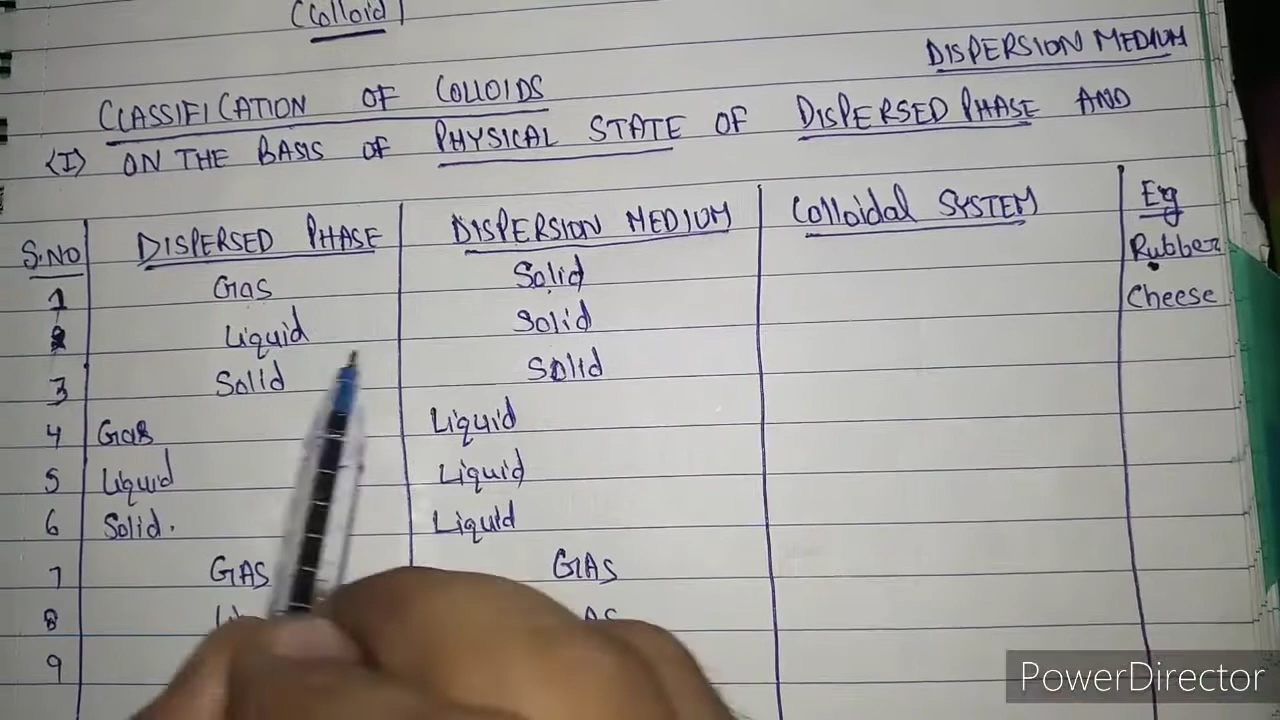 (Colloid)
DISPERSION MEDIUM
CLASSIFICATION OF COLLOIDS
(I) ON THE BASIS OF PHYSICAL STATE OF DISPERSED PHASE AND
S.NO DISPERSED PHASE DISPERSION MEDIUM Colloidal SYSTEM Eg
1 Gas Solid Rubber
2 Liquid Solid Cheese
3 Solid Solid
4 Gas Liquid
5 Liquid Liquid
6 Solid. Liquid
7 GAS GAS
8
9
PowerDirector